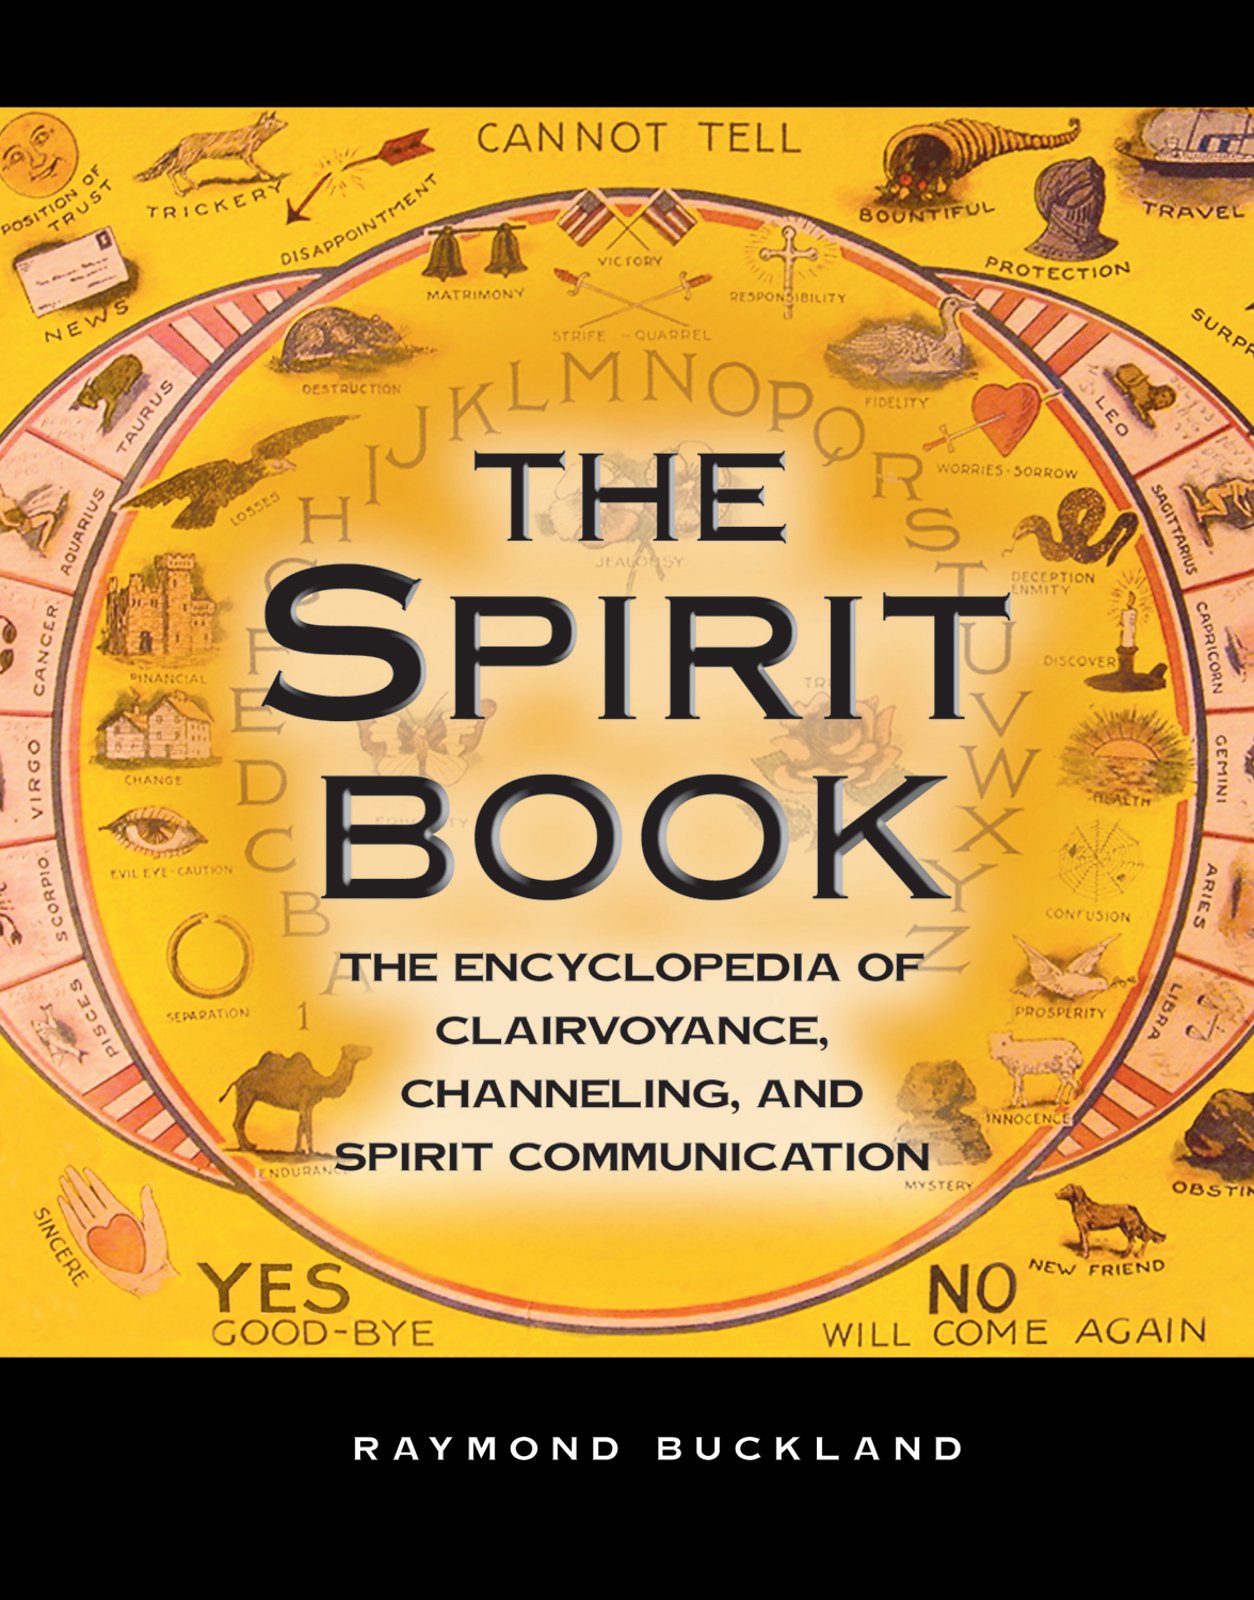 CANNOT TELL
POSITION OF
TRUST
TRICKERY
DISAPPOINTMENT
NEWS
BOUNTIFUL
PROTECTION
TRAVEL
MATRIMONY
VICTORY
RESPONSIBILITY
STRIFE - QUARREL
DESTRUCTION
FIDELITY
WORRIES-SORROW
LOSSES
JEALOUSY
DECEPTION
ENMITY
DISCOVER
FINANCIAL
CHANGE
HEALTH
EVIL EYE-CAUTION
CONFUSION
SEPARATION
PROSPERITY
INNOCENCE
MYSTERY
TAURUS
AQUARIUS
CANCER
VIRGO
SCORPIO
PISCES
LEO
SAGITTARIUS
CAPRICORN
GEMINI
ARIES
LIBRA
A B C D E F G H I J K L M N O P Q R S T U V W X Y Z
1
THE
SPIRIT
BOOK
THE ENCYCLOPEDIA OF
CLAIRVOYANCE,
CHANNELING, AND
SPIRIT COMMUNICATION
SINCERE
YES
GOOD-BYE
NEW FRIEND
NO
WILL COME AGAIN
RAYMOND BUCKLAND